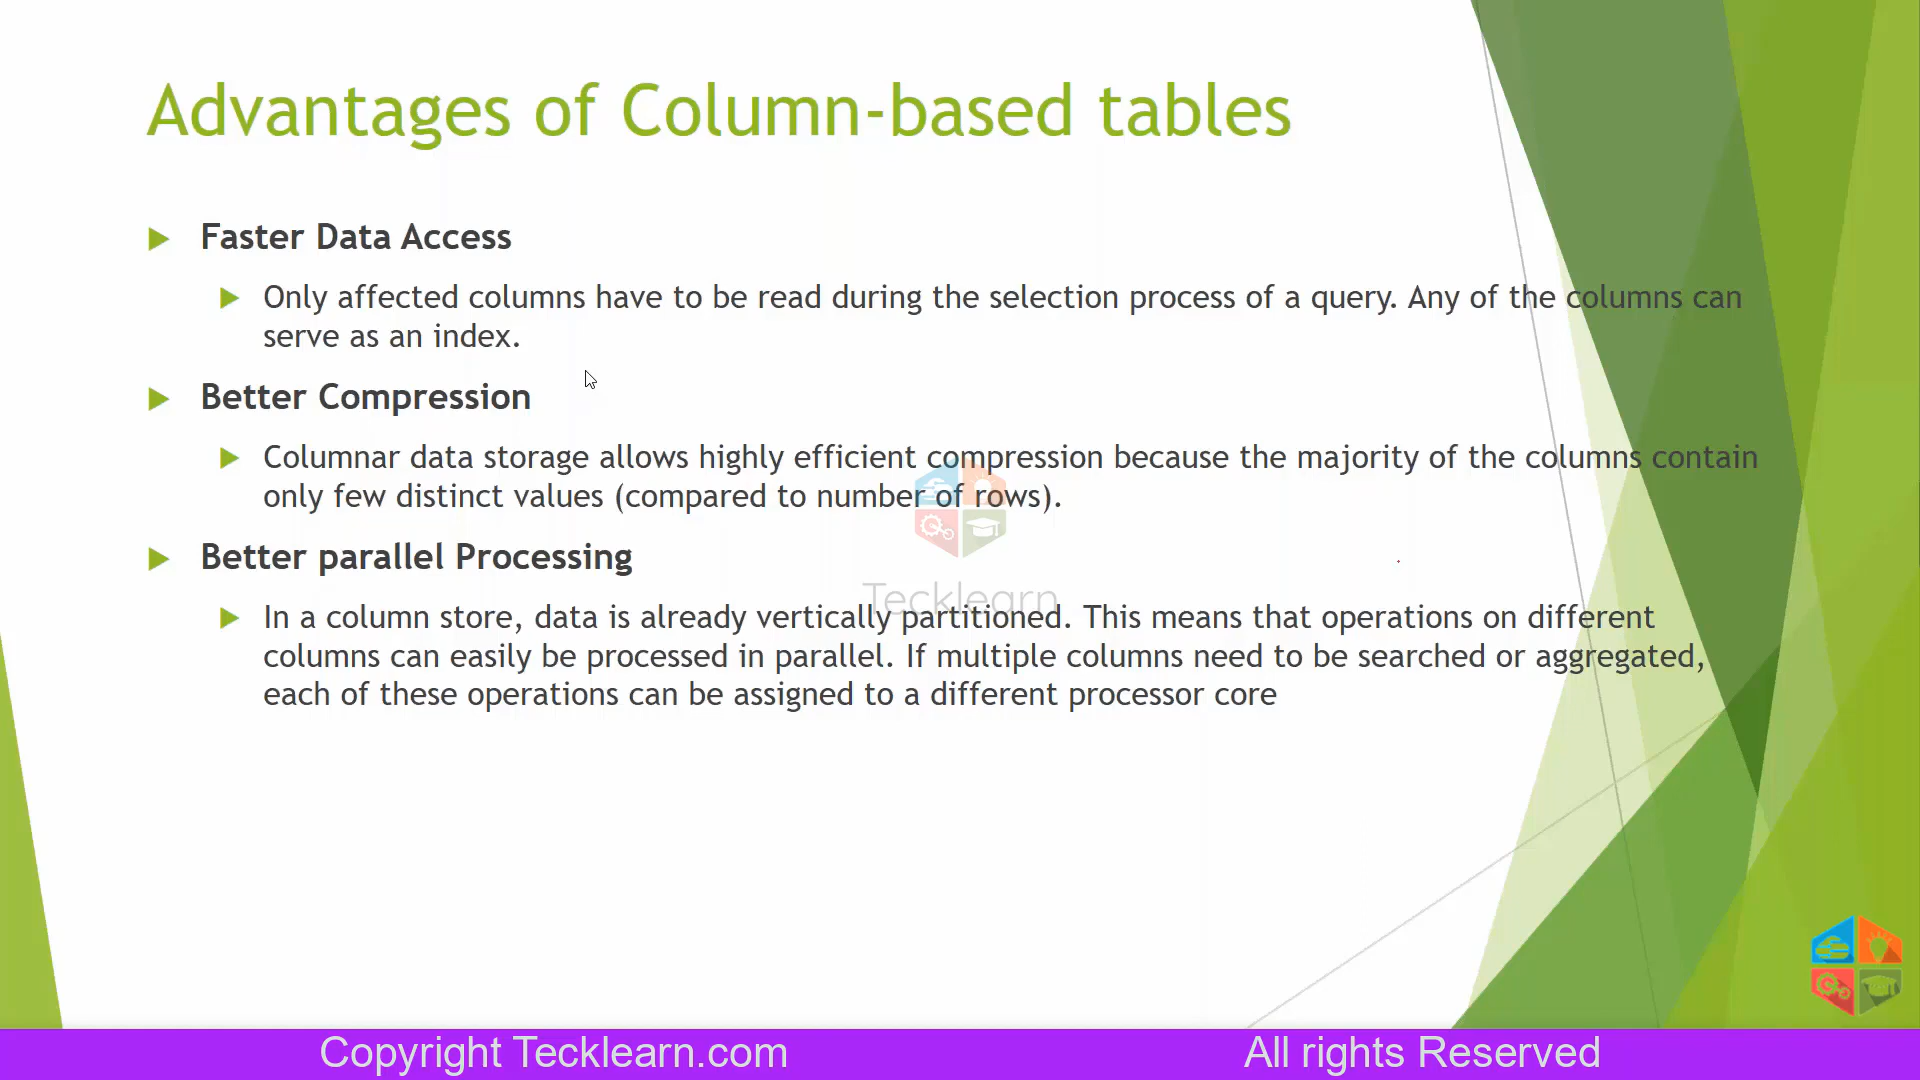 Advantages of Column-based tables
Faster Data Access
Only affected columns have to be read during the selection process of a query. Any of the columns can
serve as an index.
Better Compression
Columnar data storage allows highly efficient compression because the majority of the columns contain
only few distinct values (compared to number of rows).
Better parallel Processing
Tecklearn
In a column store, data is already vertically partitioned. This means that operations on different
columns can easily be processed in parallel. If multiple columns need to be searched or aggregated,
each of these operations can be assigned to a different processor core
Copyright Tecklearn.com
All rights Reserved